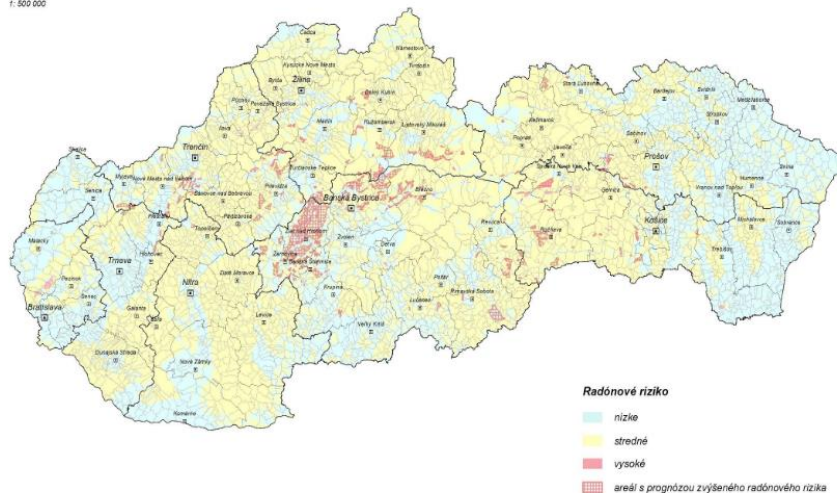 1: 500 000
Čadca
Námestovo
Kysucké Nové Mesto
Tvrdošín
Bytča
Žilina
Dolný Kubín
Stará Ľubovňa
Bardejov
Svidník
Púchov
Považská Bystrica
Kežmarok
Medzilaborce
Stropkov
Martin
Ružomberok
Liptovský Mikuláš
Ilava
Poprad
Levoča
Sabinov
Trenčín
Prešov
Snina
Skalica
Myjava
Nové Mesto nad Váhom
Turčianske Teplice
Spišská Nová Ves
Humenné
Senica
Bánovce nad Bebravou
Prievidza
Banská Bystrica
Brezno
Gelnica
Vranov nad Topľou
Piešťany
Partizánske
Topoľčany
Revúca
Košice
Michalovce
Sobrance
Malacky
Hlohovec
Žiar nad Hronom
Zvolen
Detva
Rožňava
Trnava
Žarnovica
Banská Štiavnica
Trebišov
Pezinok
Nitra
Zlaté Moravce
Krupina
Poltár
Rimavská Sobota
Senec
Bratislava
Galanta
Šaľa
Levice
Lučenec
Veľký Krtíš
Dunajská Streda
Nové Zámky
Komárno
Radónové riziko
nízke
stredné
vysoké
areál s prognózou zvýšeného radónového rizika